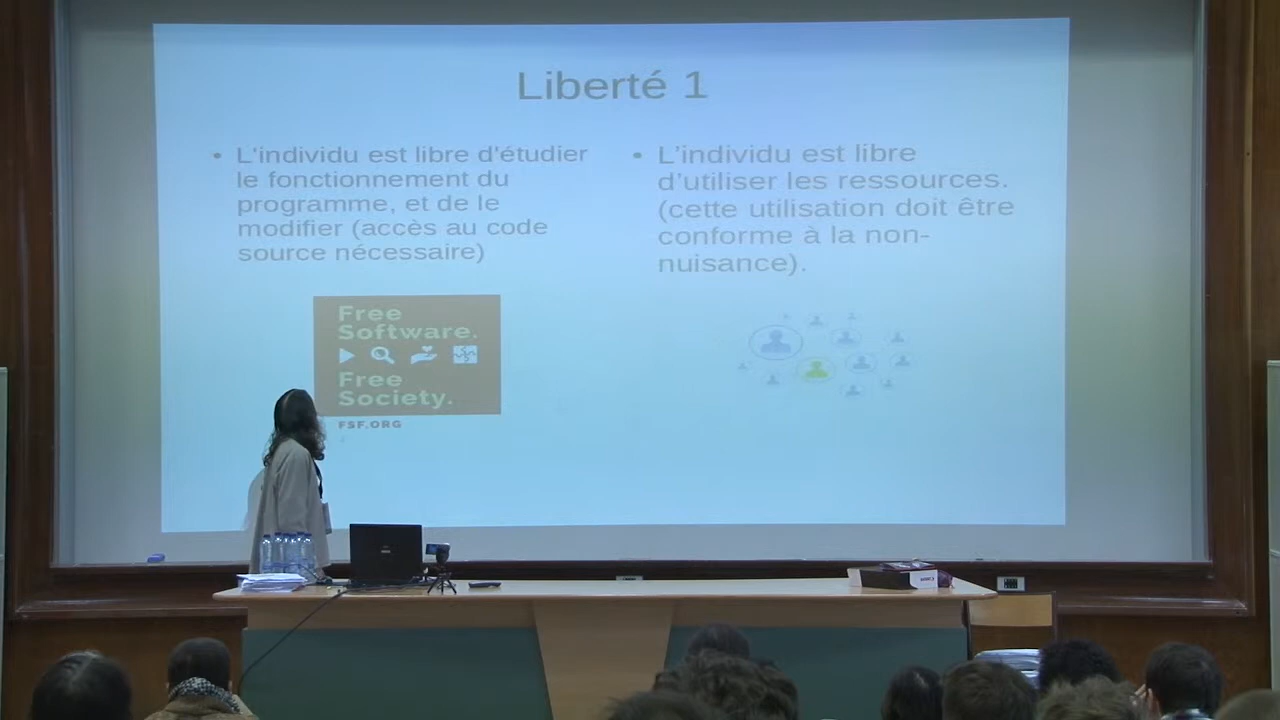 Liberté 1
• L'individu est libre d'étudier
le fonctionnement du
programme, et de le
modifier (accès au code
source nécessaire)
Free
Software.
Free
Society.
FSF.ORG
• L’individu est libre
d’utiliser les ressources.
(cette utilisation doit être
conforme à la non-
nuisance).
Canon